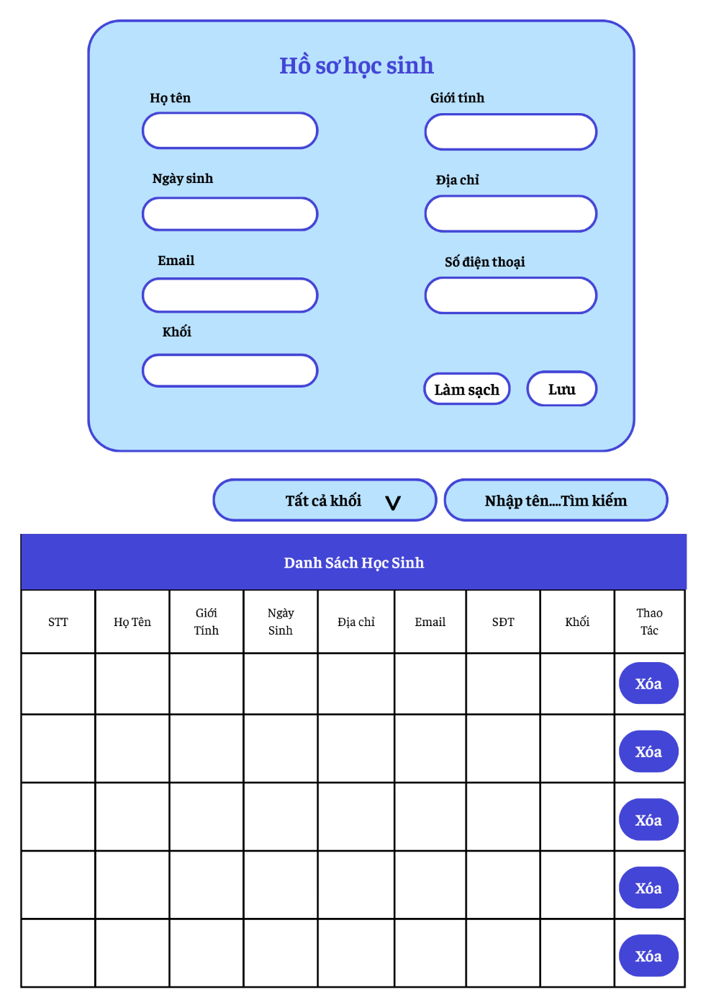 Hồ sơ học sinh
Họ tên
Giới tính
Ngày sinh
Địa chỉ
Email
Số điện thoại
Khối
Làm sạch
Lưu
Tất cả khối V
Nhập tên....Tìm kiếm
Danh Sách Học Sinh
STT
Họ Tên
Giới
Tính
Ngày
Sinh
Địa chỉ
Email
SĐT
Khối
Thao
Tác
Xóa
Xóa
Xóa
Xóa
Xóa